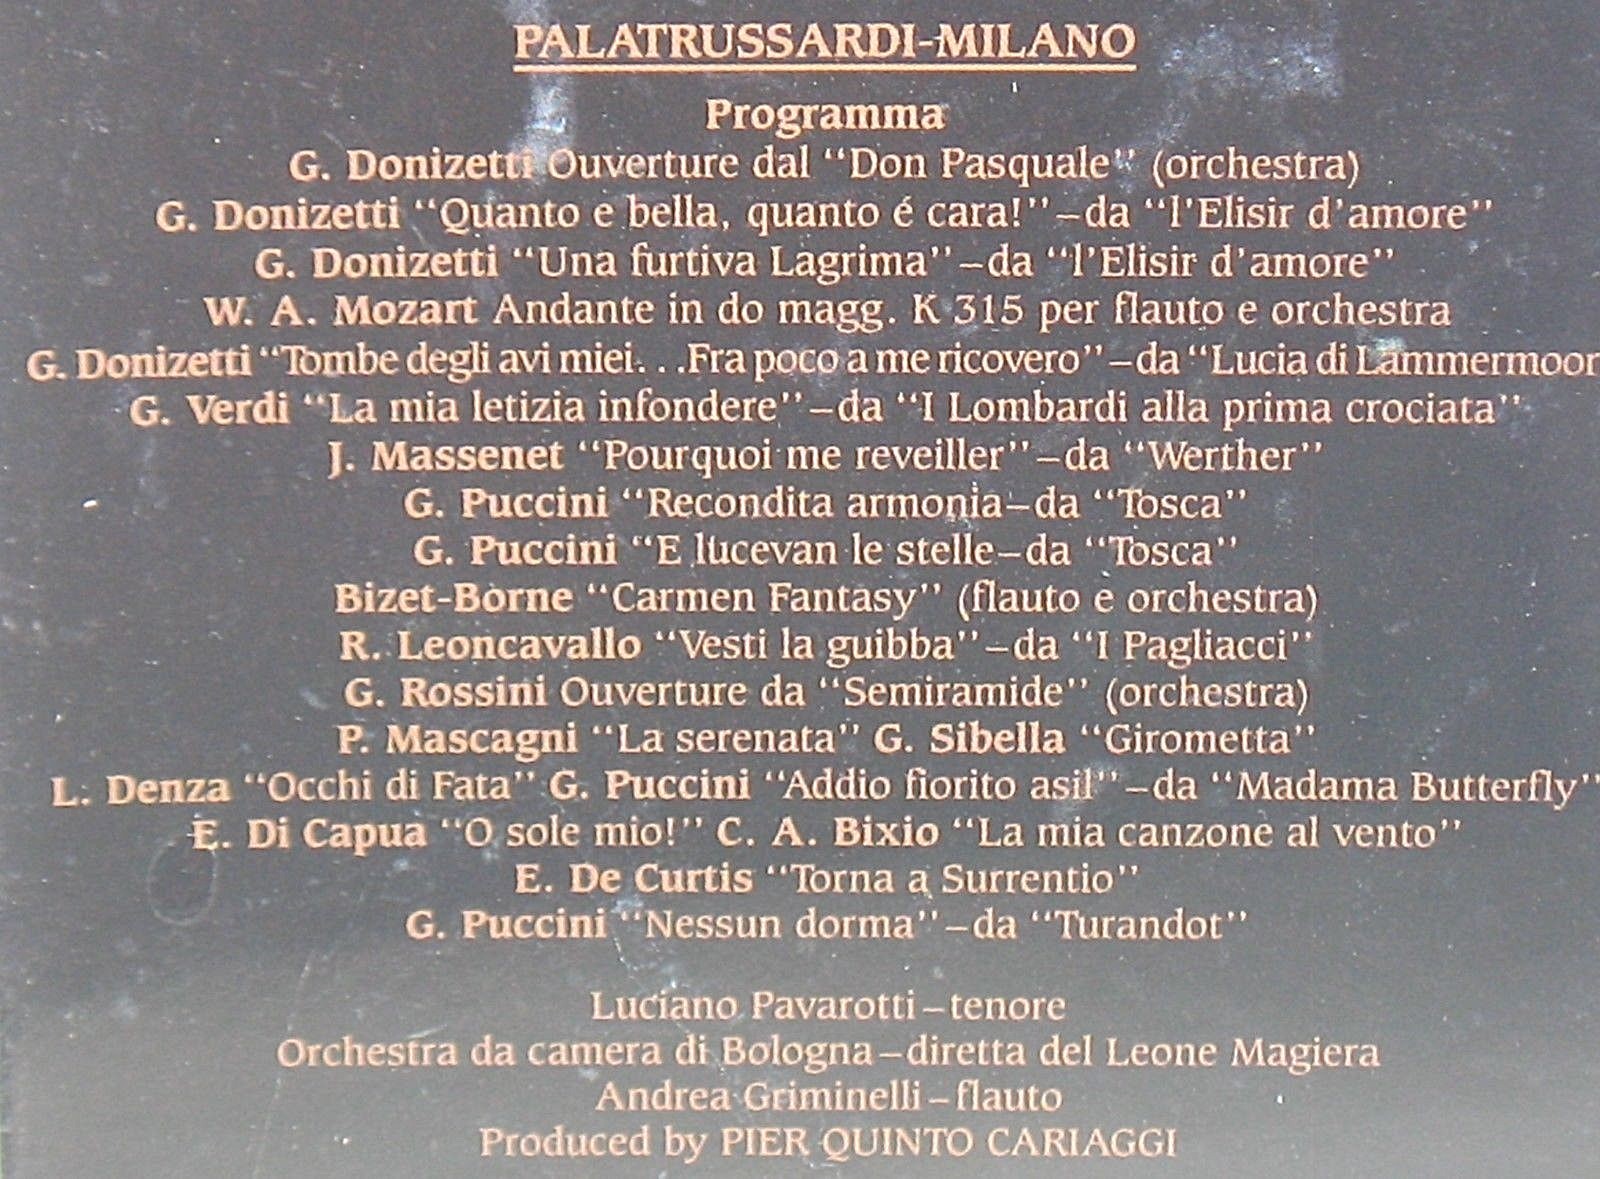 PALATRUSSARDI-MILANO
Programma
G. Donizetti Ouverture dal "Don Pasquale" (orchestra)
G. Donizetti "Quanto e bella, quanto é cara!"–da "l'Elisir d'amore"
G. Donizetti "Una furtiva Lagrima"–da "l'Elisir d'amore"
W. A. Mozart Andante in do magg. K 315 per flauto e orchestra
G. Donizetti "Tombe degli avi miei. . .Fra poco a me ricovero"–da "Lucia di Lammermoor
G. Verdi "La mia letizia infondere"–da "I Lombardi alla prima crociata"
J. Massenet "Pourquoi me reveiller"–da "Werther"
G. Puccini "Recondita armonia–da "Tosca"
G. Puccini "E lucevan le stelle–da "Tosca"
Bizet-Borne "Carmen Fantasy" (flauto e orchestra)
R. Leoncavallo "Vesti la guibba"–da "I Pagliacci"
G. Rossini Ouverture da "Semiramide" (orchestra)
P. Mascagni "La serenata" G. Sibella "Girometta"
L. Denza "Occhi di Fata" G. Puccini "Addio fiorito asil"–da "Madama Butterfly"
E. Di Capua "O sole mio!" C. A. Bixio "La mia canzone al vento"
E. De Curtis "Torna a Surrentio"
G. Puccini "Nessun dorma"–da "Turandot"
Luciano Pavarotti–tenore
Orchestra da camera di Bologna–diretta del Leone Magiera
Andrea Griminelli–flauto
Produced by PIER QUINTO CARIAGGI